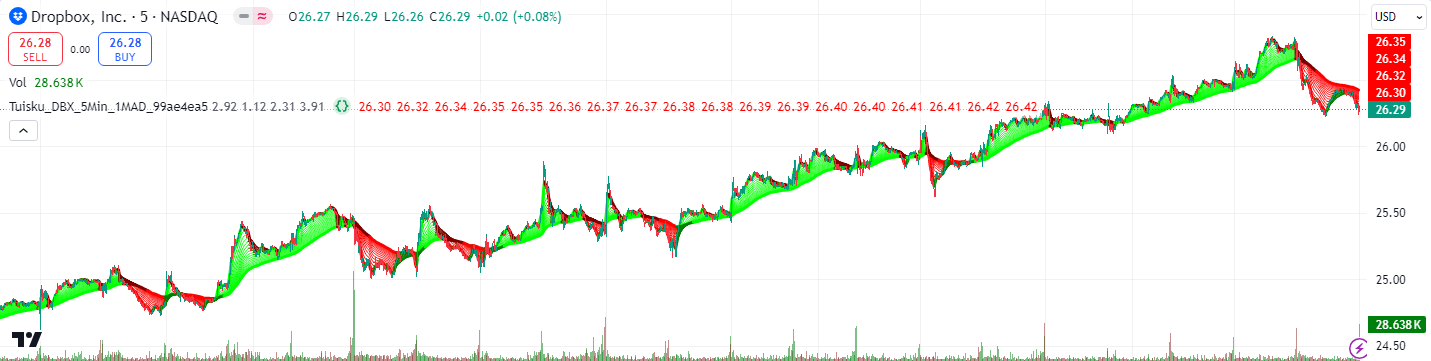 Dropbox, Inc. · 5 · NASDAQ O26.27 H26.29 L26.26 C26.29 +0.02 (+0.08%)
USD
26.28 SELL 0.00 26.28 BUY
Vol 28.638K
Tuisku_DBX_5Min_1MAD_99ae4ea5 2.92 1.12 2.31 3.91 26.30 26.32 26.34 26.35 26.35 26.36 26.37 26.37 26.38 26.38 26.39 26.39 26.40 26.40 26.41 26.41 26.42 26.42
26.35
26.34
26.32
26.30
26.29
26.00
25.50
25.00
28.638K
24.50